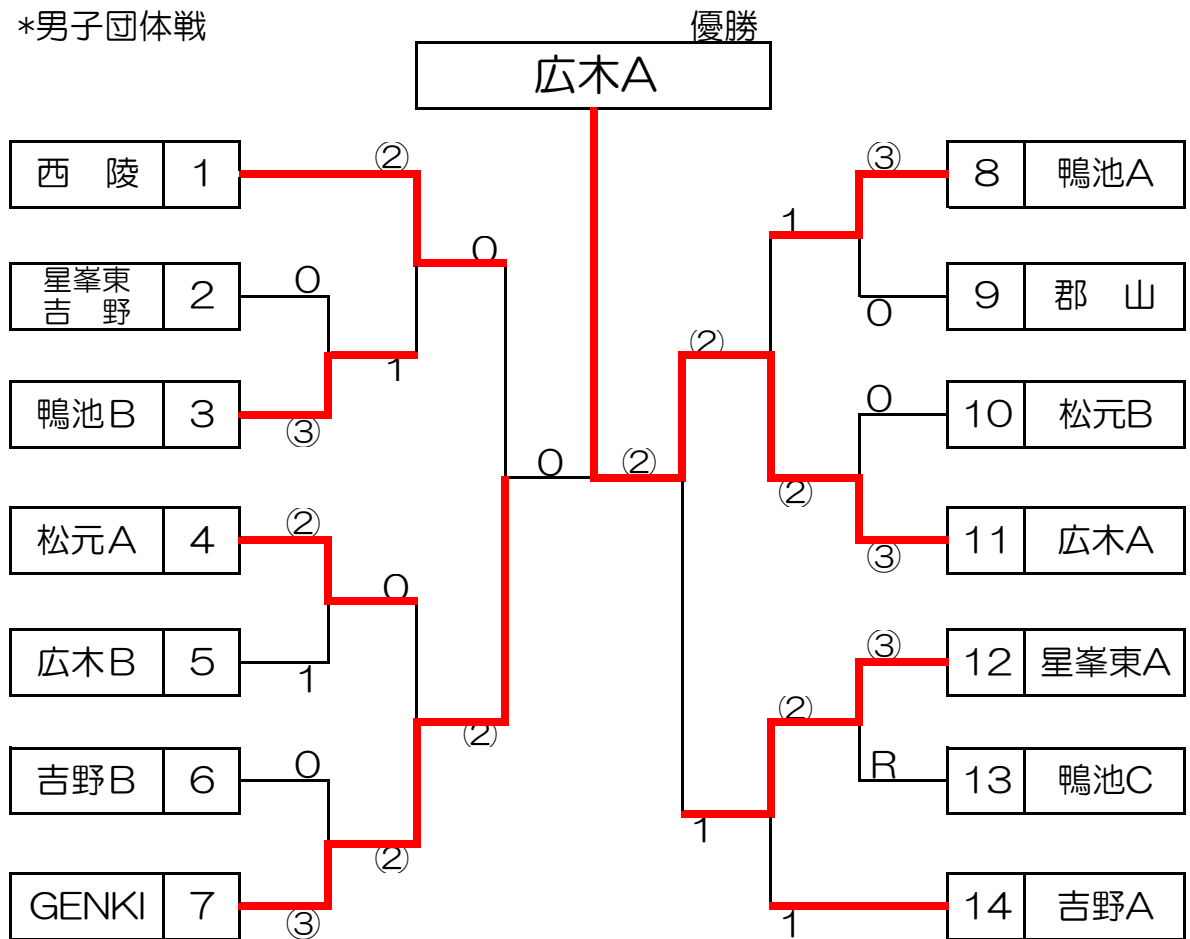 *男子団体戦
優勝
広木A
西 陵 1
②
0
星峯東
吉 野
2
0
1
鴨池B 3
③
松元A 4
②
0
広木B 5
1
吉野B 6
0
②
②
GENKI 7
③
0
②
8 鴨池A
③
1
9 郡 山
0
②
10 松元B
0
②
11 広木A
③
12 星峯東A
③
②
13 鴨池C
R
1
14 吉野A
1